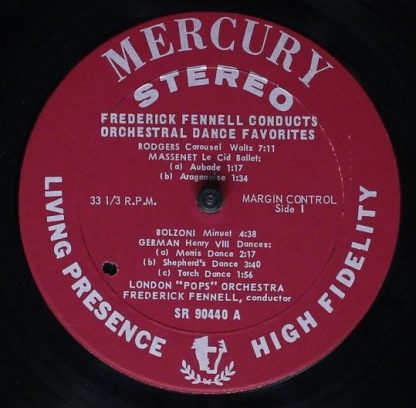 MERCURY
STEREO
FREDERICK FENNELL CONDUCTS
ORCHESTRAL DANCE FAVORITES
RODGERS Carousel Waltz 7:11
MASSENET Le Cid Ballet:
(a) Aubade 1:17
(b) Aragonaise 1:34
33 1/3 R.P.M.
MARGIN CONTROL
Side 1
BOLZONI Minuet 4:38
GERMAN Henry VIII Dances:
(a) Morris Dance 2:17
(b) Shepherd's Dance 3:40
(c) Torch Dance 1:56
LONDON "POPS" ORCHESTRA
FREDERICK FENNELL, conductor
SR 90440 A
LIVING PRESENCE
HIGH FIDELITY